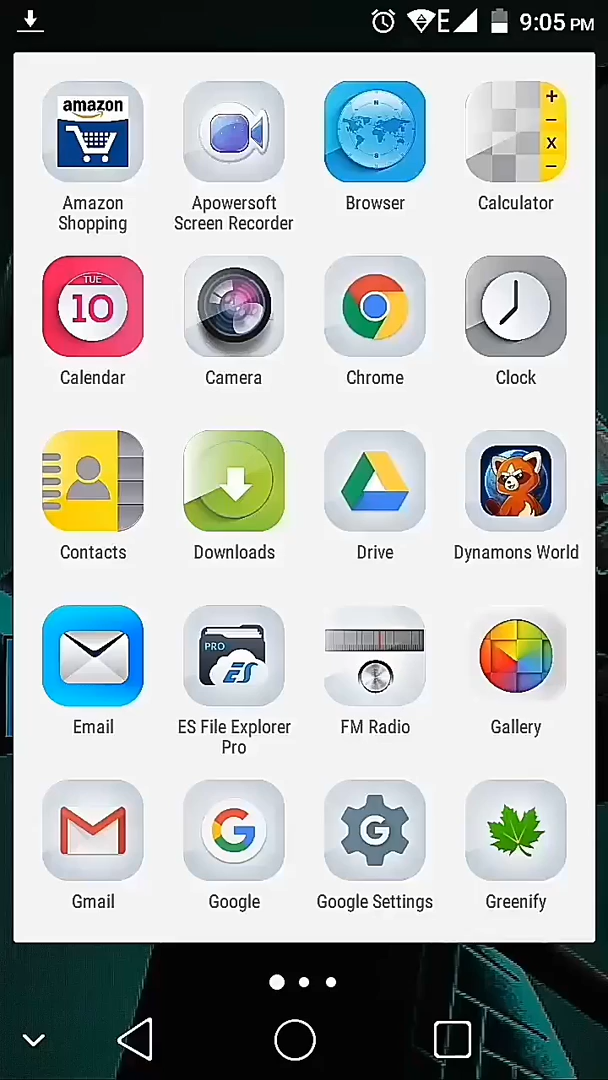 E 9:05 PM
amazon
+
−
x
−
Amazon
Shopping
Apowersoft
Screen Recorder
Browser
Calculator
TUE
10
Calendar
Camera
Chrome
Clock
Contacts
Downloads
Drive
Dynamons World
PRO
ES
Email
ES File Explorer
Pro
FM Radio
Gallery
G
G
Gmail
Google
Google Settings
Greenify